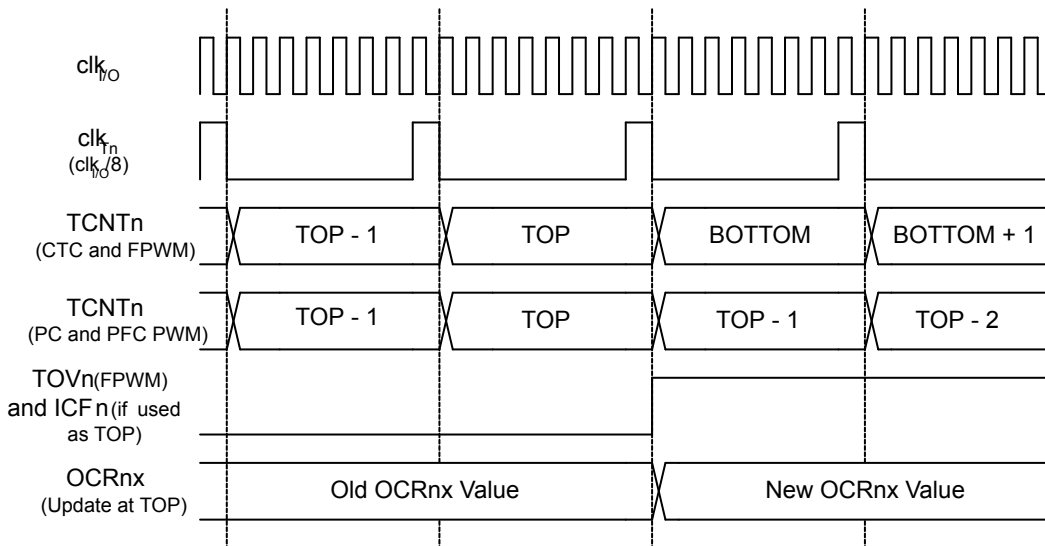 clkI/O
clkTn
(clkI/O/8)
TCNTn
(CTC and FPWM)
TOP - 1
TOP
BOTTOM
BOTTOM + 1
TCNTn
(PC and PFC PWM)
TOP - 1
TOP
TOP - 1
TOP - 2
TOVn(FPWM)
and ICFn(if used
as TOP)
OCRnx
(Update at TOP)
Old OCRnx Value
New OCRnx Value